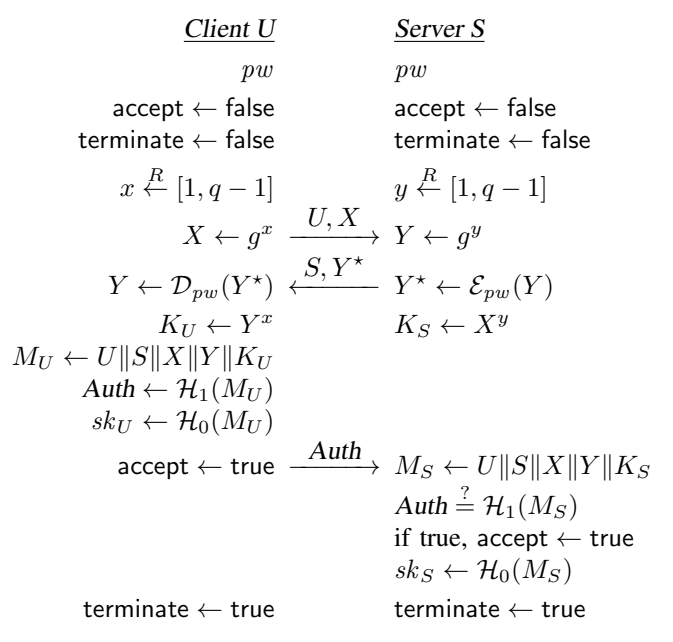 Client U Server S
pw pw
accept ← false accept ← false
terminate ← false terminate ← false
x ←R [1, q − 1] y ←R [1, q − 1]
X ← g^x U, X Y ← g^y
Y ← 𝒟_pw(Y⋆) S, Y⋆ Y⋆ ← ℰ_pw(Y)
K_U ← Y^x K_S ← X^y
M_U ← U‖S‖X‖Y‖K_U
Auth ← ℋ_1(M_U)
sk_U ← ℋ_0(M_U)
accept ← true Auth M_S ← U‖S‖X‖Y‖K_S
Auth ≟ ℋ_1(M_S)
if true, accept ← true
sk_S ← ℋ_0(M_S)
terminate ← true terminate ← true